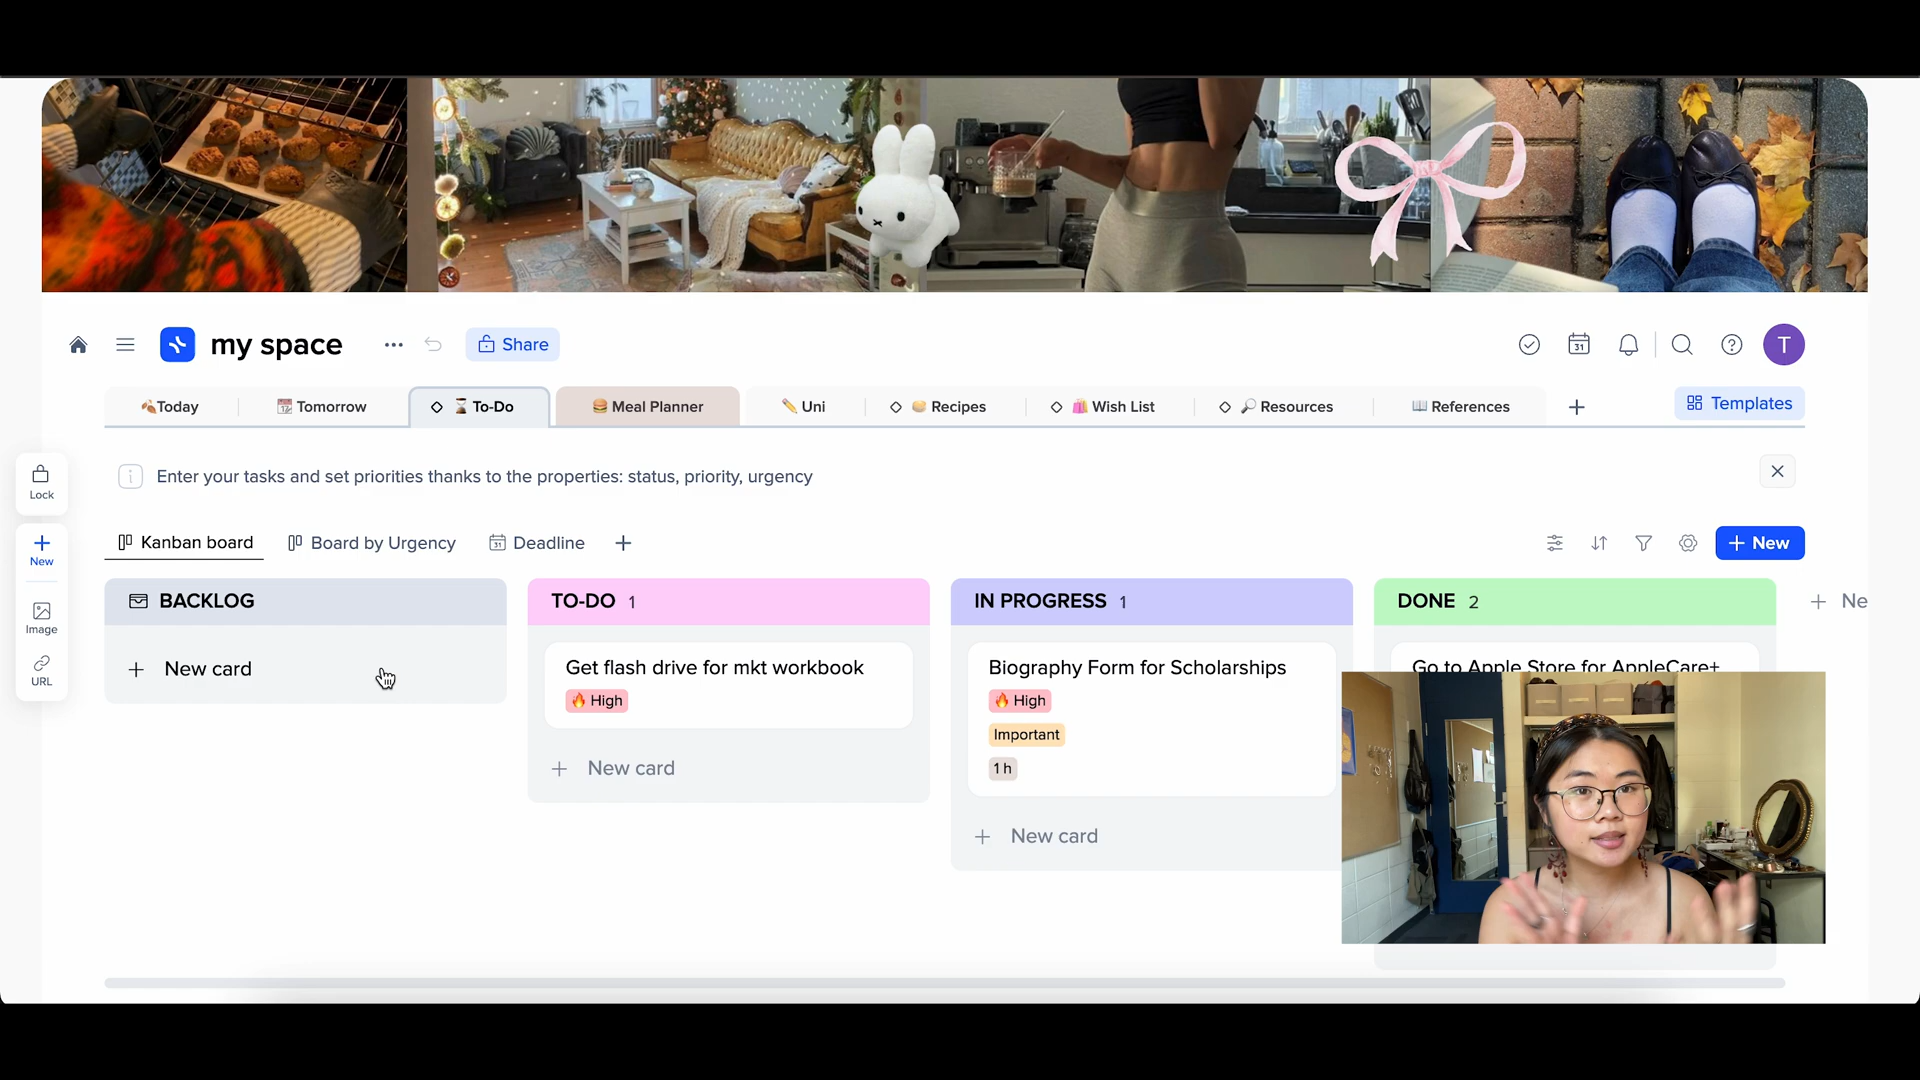 my space
Share
31
T
Today
Tomorrow
To-Do
Meal Planner
Uni
Recipes
Wish List
Resources
References
Templates
Enter your tasks and set priorities thanks to the properties: status, priority, urgency
Lock
New
Image
URL
Kanban board
Board by Urgency
31
Deadline
New
BACKLOG
New card
TO-DO 1
Get flash drive for mkt workbook
High
New card
IN PROGRESS 1
Biography Form for Scholarships
High
Important
1 h
New card
DONE 2
Go to Apple Store for AppleCare+
Ne